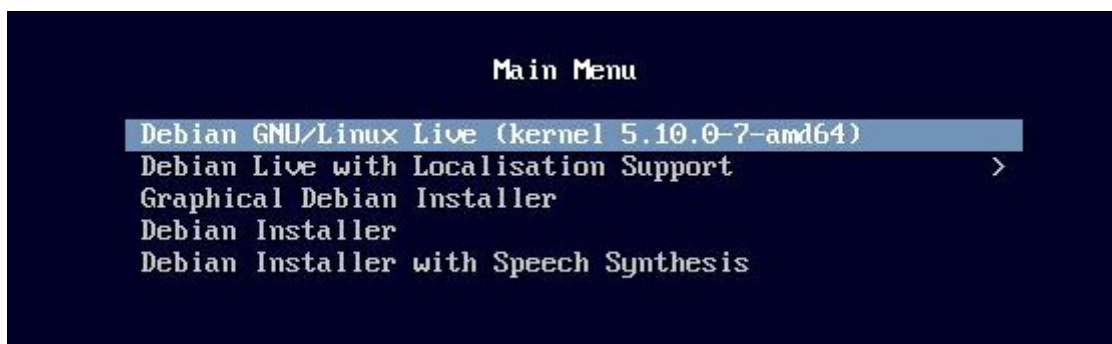 Main Menu
Debian GNU/Linux Live (kernel 5.10.0-7-amd64)
Debian Live with Localisation Support >
Graphical Debian Installer
Debian Installer
Debian Installer with Speech Synthesis